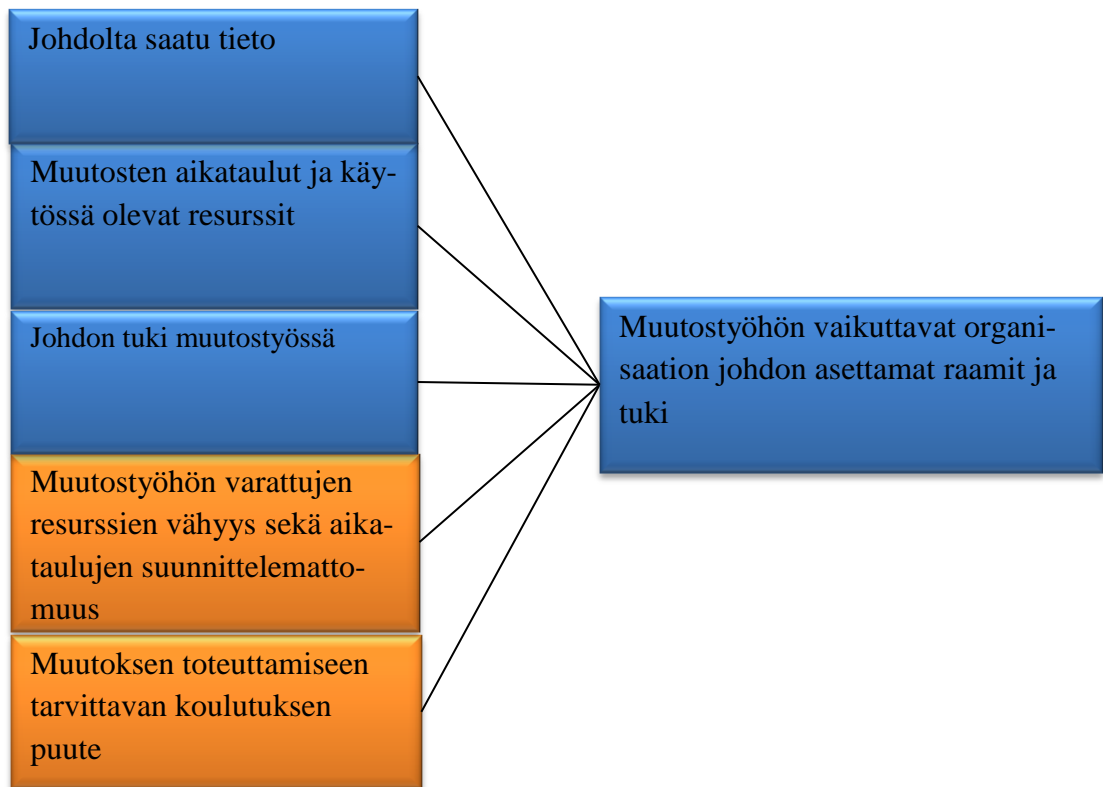 Johdolta saatu tieto
Muutosten aikataulut ja käy-
tössä olevat resurssit
Johdon tuki muutostyössä
Muutostyöhön varattujen
resurssien vähyys sekä aika-
taulujen suunnittelematto-
muus
Muutoksen toteuttamiseen
tarvittavan koulutuksen
puute
Muutostyöhön vaikuttavat organi-
saation johdon asettamat raamit ja
tuki